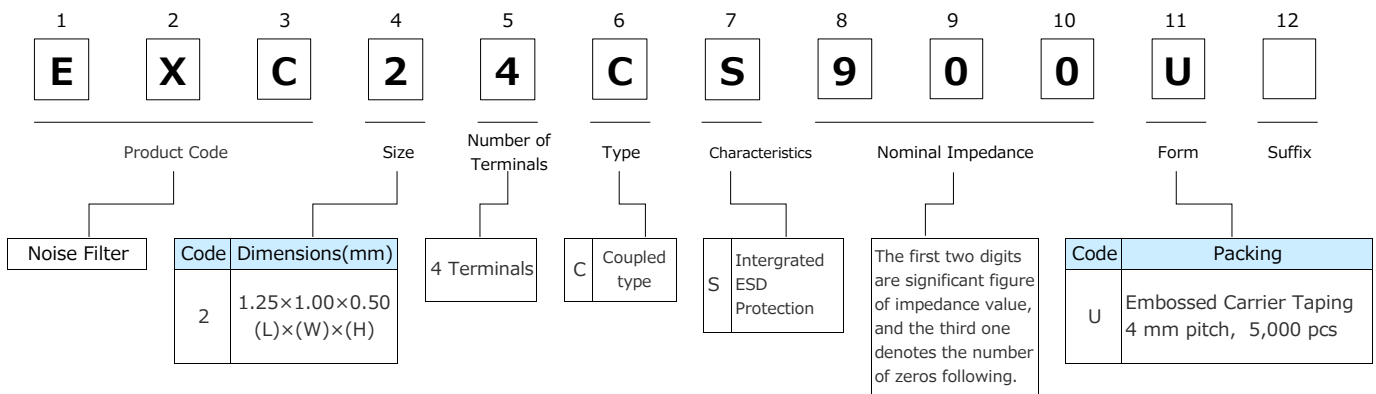 1 2 3 4 5 6 7 8 9 10 11 12
E X C 2 4 C S 9 0 0 U
Product Code
Size
Number of
Terminals
Type
Characteristics
Nominal Impedance
Form
Suffix
Noise Filter
Code Dimensions(mm)
2
1.25×1.00×0.50
(L)×(W)×(H)
4 Terminals
C
Coupled
type
S
Intergrated
ESD
Protection
The first two digits
are significant figure
of impedance value,
and the third one
denotes the number
of zeros following.
Code Packing
U
Embossed Carrier Taping
4 mm pitch, 5,000 pcs